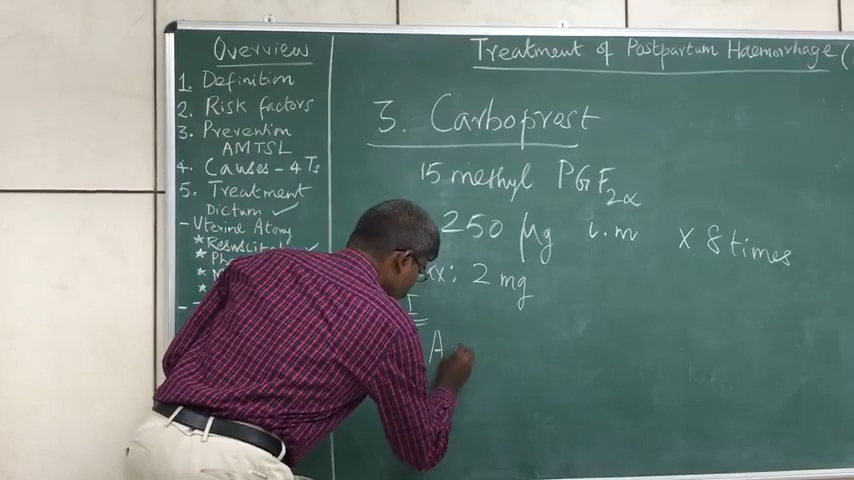 Overview
1. Definition
2. Risk factors
3. Prevention
AMTSL
4. Causes - 4 Ts
5. Treatment
Dictum ✓
- Uterine Atony
* Resuscitat ✓
* Ph
* M
*
Treatment of Postpartum Haemorrhage (
3. Carboprost
15 methyl PGF2α
250 µg i.m x 8 times
x: 2 mg
I
A